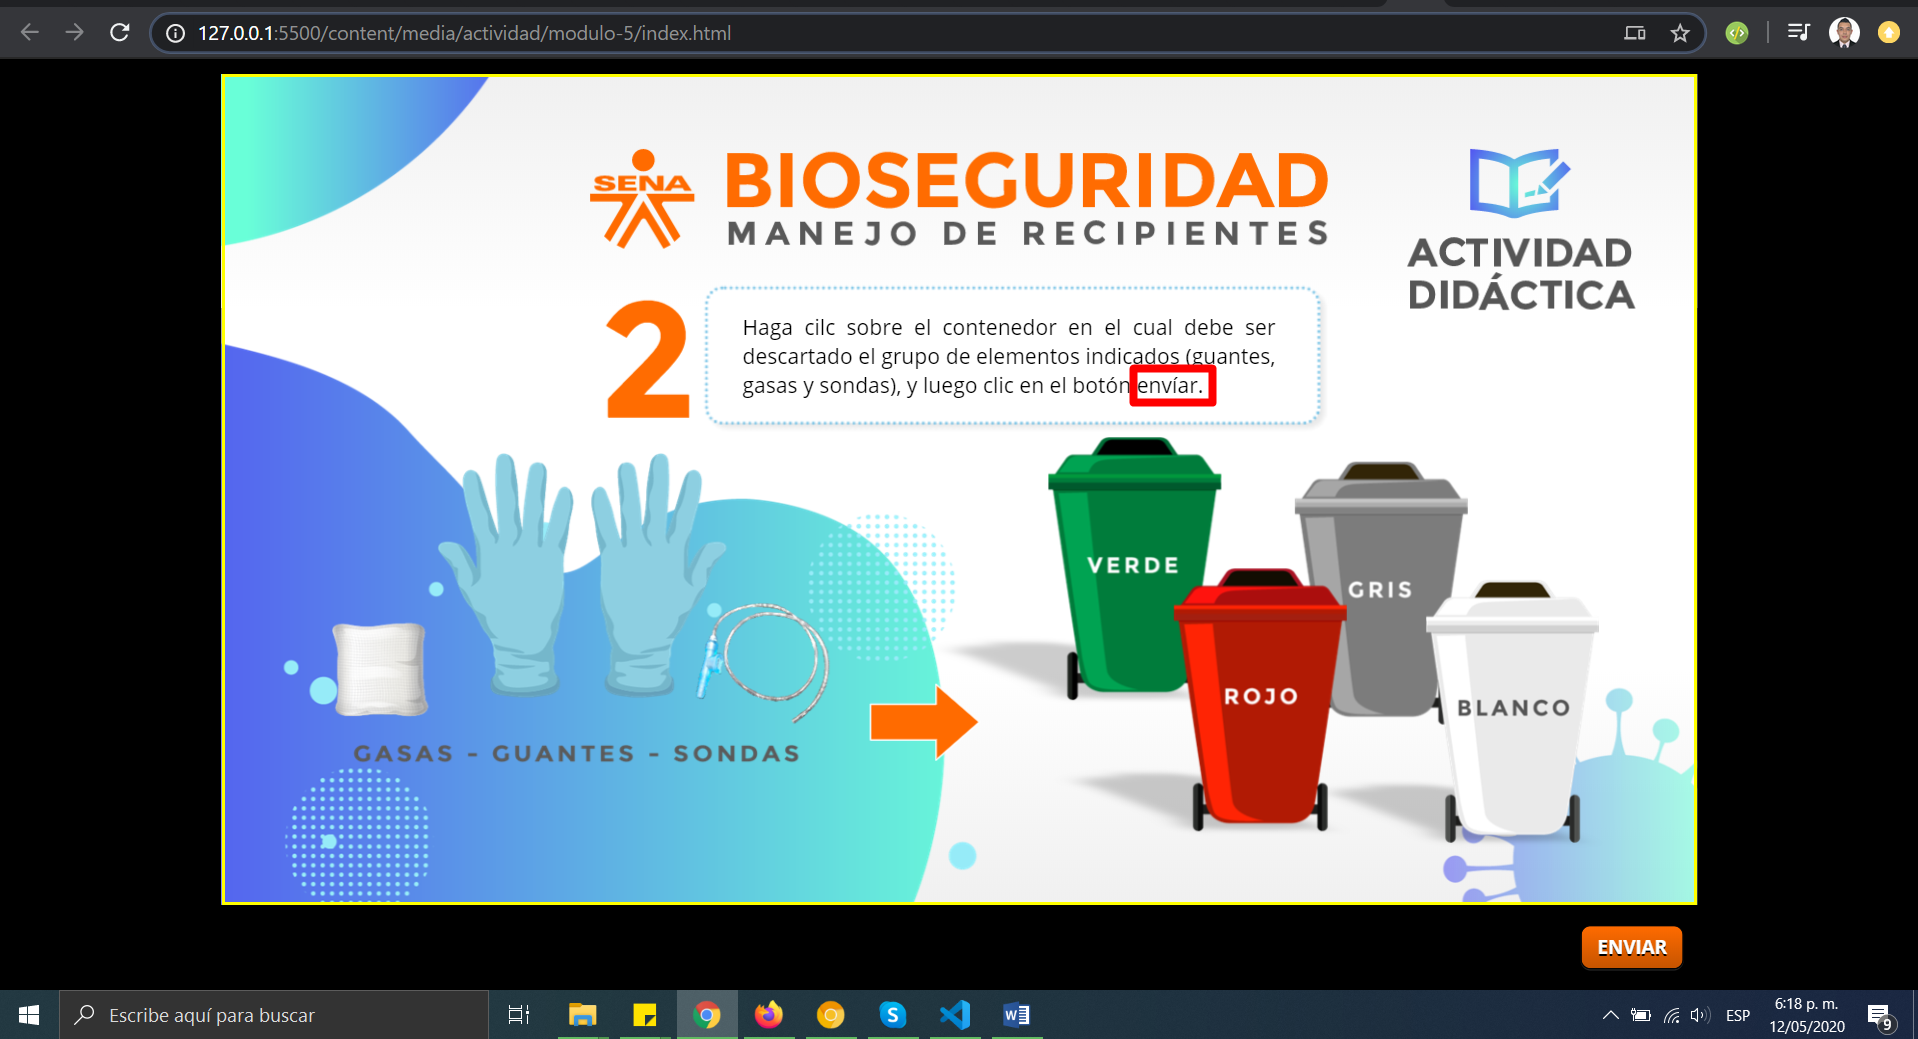 127.0.0.1:5500/content/media/actividad/modulo-5/index.html
SENA
BIOSEGURIDAD
MANEJO DE RECIPIENTES
ACTIVIDAD
DIDÁCTICA
2
Haga cilc sobre el contenedor en el cual debe ser
descartado el grupo de elementos indicados (guantes,
gasas y sondas), y luego clic en el botón envíar.
VERDE
GRIS
ROJO
BLANCO
GASAS - GUANTES - SONDAS
ENVIAR
Escribe aquí para buscar
S
W
ESP
6:18 p. m.
12/05/2020
9